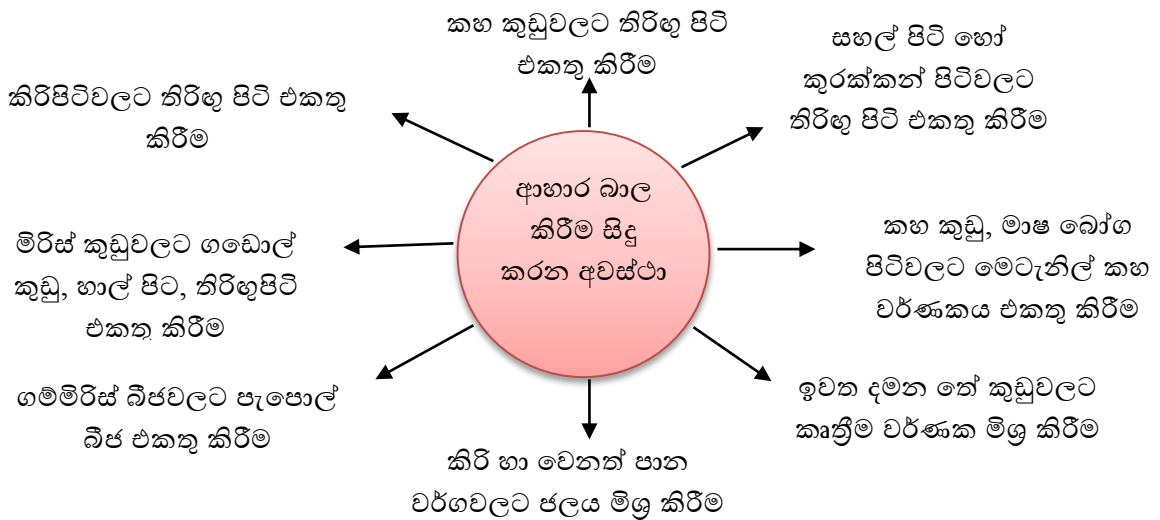 කහ කුඩුවලට තිරිඟු පිටි
එකතු කිරීම
සහල් පිටි හෝ
කුරක්කන් පිටිවලට
තිරිඟු පිටි එකතු කිරීම
කිරිපිටිවලට තිරිඟු පිටි එකතු
කිරීම
ආහාර බාල
කිරීම සිදු
කරන අවස්ථා
කහ කුඩු, මාෂ බෝග
පිටිවලට මෙටැනිල් කහ
වර්ණකය එකතු කිරීම
මිරිස් කුඩුවලට ගඩොල්
කුඩු, හාල් පිට, තිරිඟුපිටි
එකතු කිරීම
ඉවත දමන තේ කුඩුවලට
කෘත්‍රීම වර්ණක මිශ්‍ර කිරීම
ගම්මිරිස් බීජවලට පැපොල්
බීජ එකතු කිරීම
කිරි හා වෙනත් පාන
වර්ගවලට ජලය මිශ්‍ර කිරීම